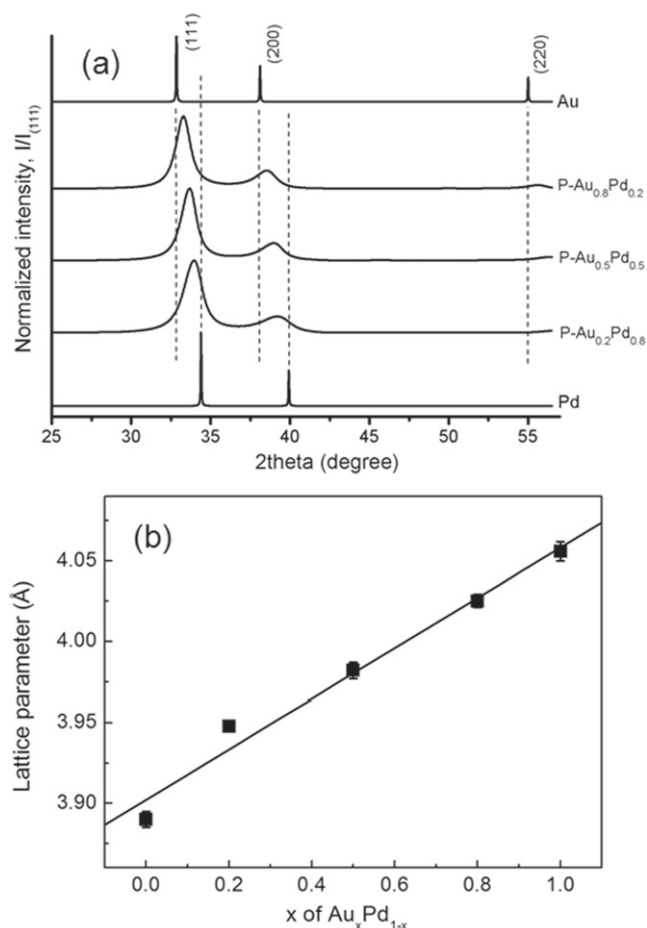 (a)
(111)
(200)
(220)
Normalized intensity, I/I(111)
Au
P-Au0.8Pd0.2
P-Au0.5Pd0.5
P-Au0.2Pd0.8
Pd
25 30 35 40 45 50 55
2theta (degree)
(b)
Lattice parameter (Å)
4.05
4.00
3.95
3.90
0.0 0.2 0.4 0.6 0.8 1.0
x of AuxPd1-x